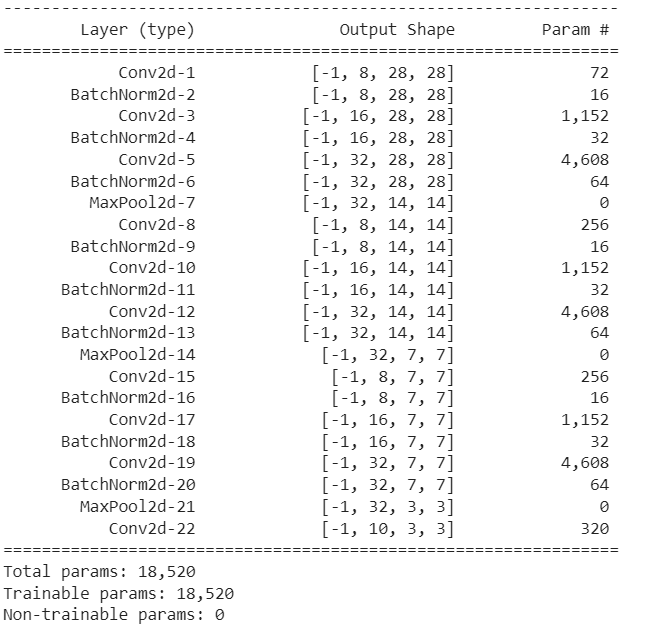 ----------------------------------------------------------------
Layer (type) Output Shape Param #
================================================================
Conv2d-1 [-1, 8, 28, 28] 72
BatchNorm2d-2 [-1, 8, 28, 28] 16
Conv2d-3 [-1, 16, 28, 28] 1,152
BatchNorm2d-4 [-1, 16, 28, 28] 32
Conv2d-5 [-1, 32, 28, 28] 4,608
BatchNorm2d-6 [-1, 32, 28, 28] 64
MaxPool2d-7 [-1, 32, 14, 14] 0
Conv2d-8 [-1, 8, 14, 14] 256
BatchNorm2d-9 [-1, 8, 14, 14] 16
Conv2d-10 [-1, 16, 14, 14] 1,152
BatchNorm2d-11 [-1, 16, 14, 14] 32
Conv2d-12 [-1, 32, 14, 14] 4,608
BatchNorm2d-13 [-1, 32, 14, 14] 64
MaxPool2d-14 [-1, 32, 7, 7] 0
Conv2d-15 [-1, 8, 7, 7] 256
BatchNorm2d-16 [-1, 8, 7, 7] 16
Conv2d-17 [-1, 16, 7, 7] 1,152
BatchNorm2d-18 [-1, 16, 7, 7] 32
Conv2d-19 [-1, 32, 7, 7] 4,608
BatchNorm2d-20 [-1, 32, 7, 7] 64
MaxPool2d-21 [-1, 32, 3, 3] 0
Conv2d-22 [-1, 10, 3, 3] 320
================================================================
Total params: 18,520
Trainable params: 18,520
Non-trainable params: 0